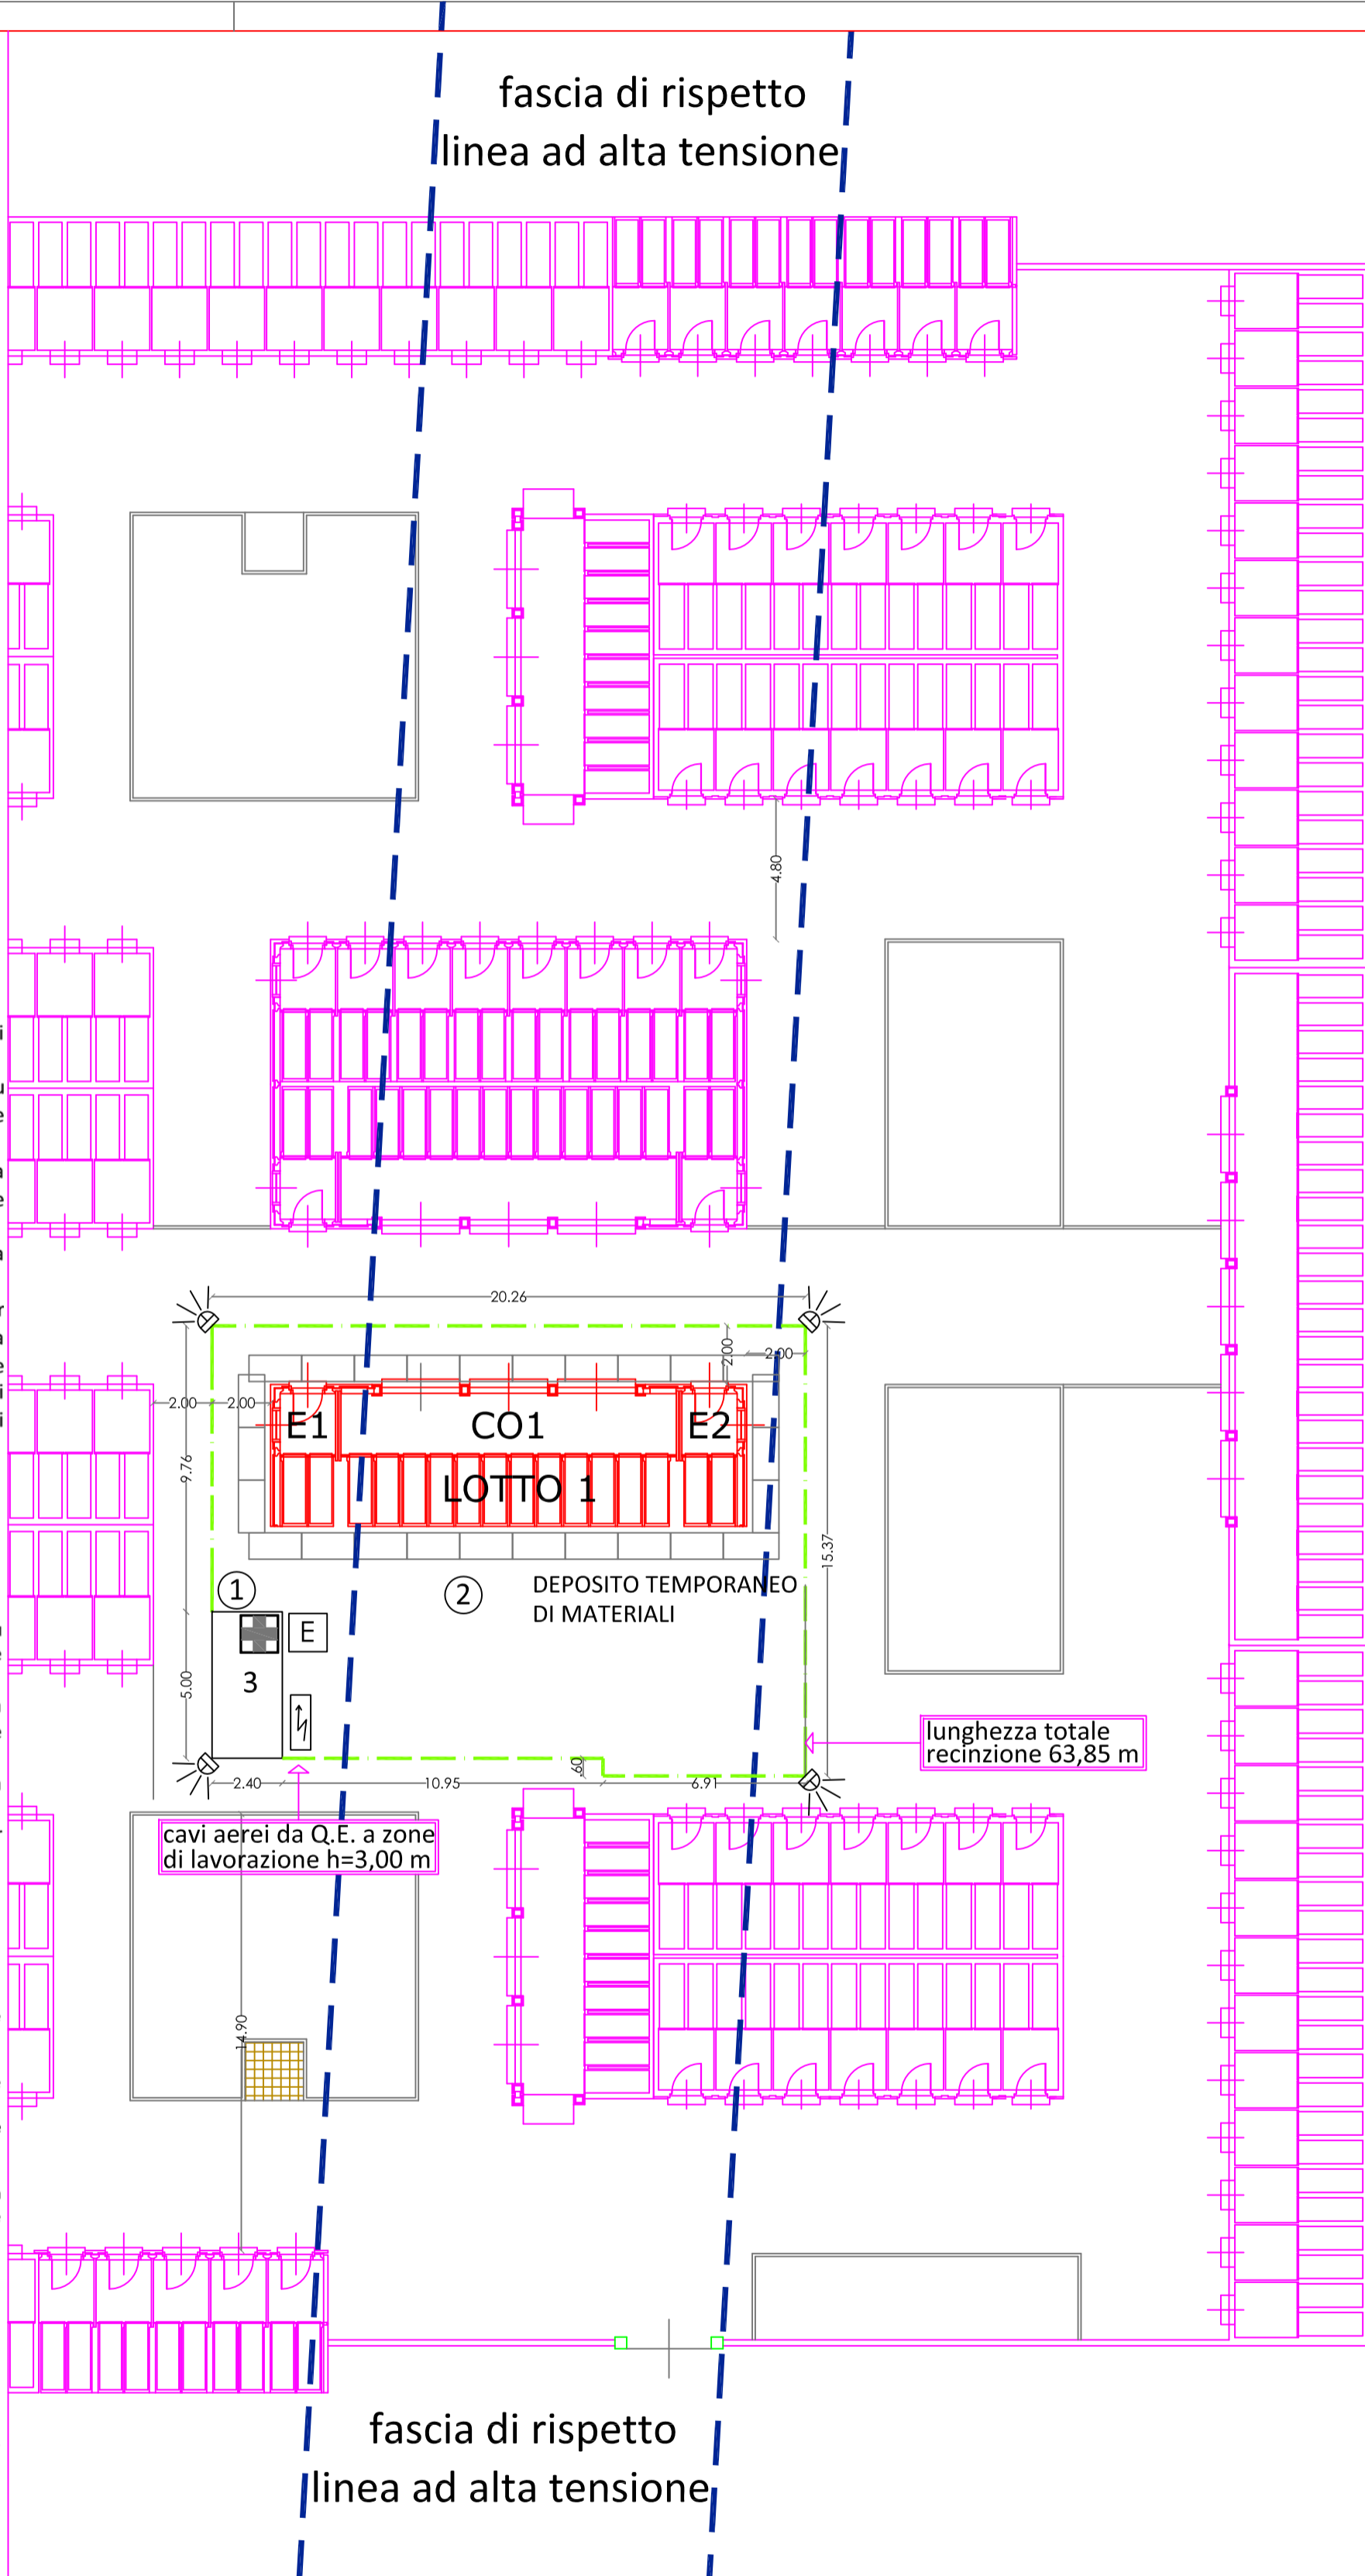 fascia di rispetto
linea ad alta tensione
4.80
20.26
2.00
2.00
2.00
2.00
E1
CO1
E2
LOTTO 1
9.76
15.37
1
2
DEPOSITO TEMPORANEO
DI MATERIALI
E
3
5.00
lunghezza totale
recinzione 63,85 m
60
2.40
10.95
6.91
cavi aerei da Q.E. a zone
di lavorazione h=3,00 m
14.90
fascia di rispetto
linea ad alta tensione